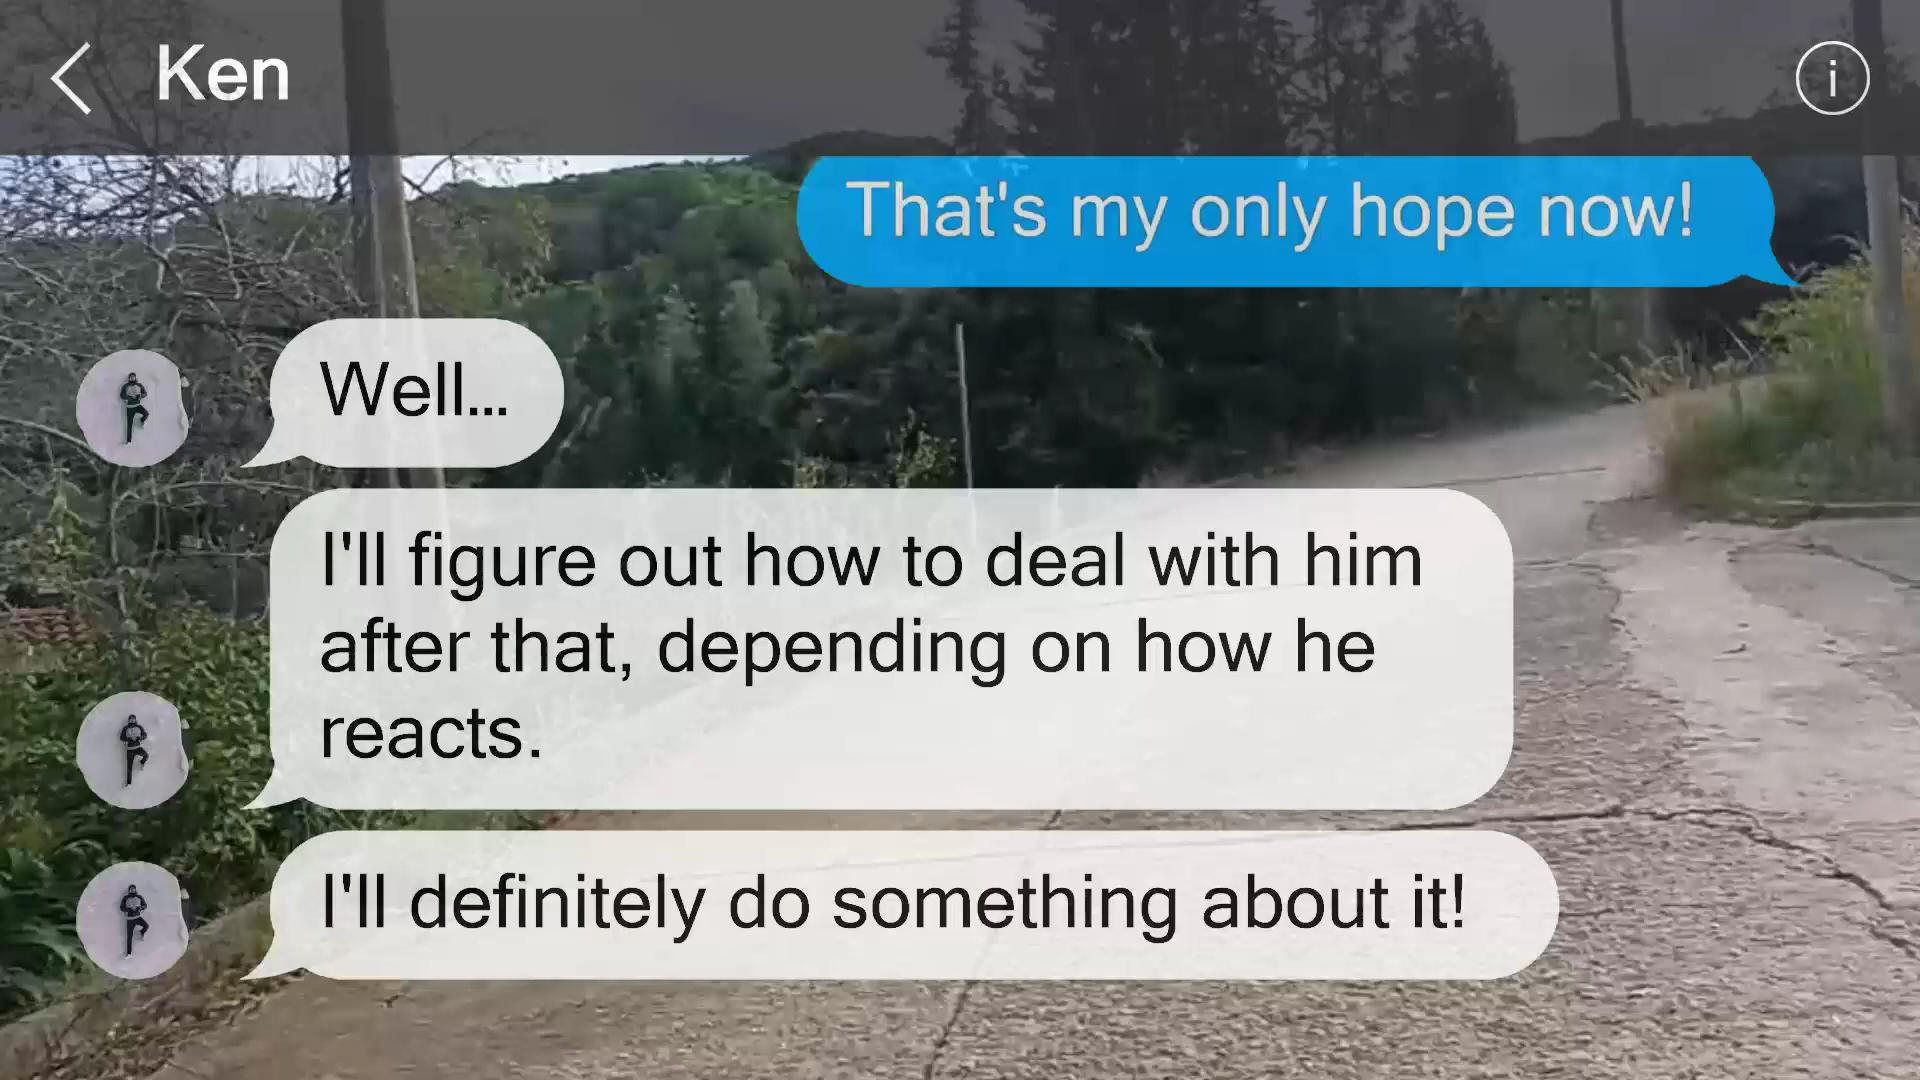 Ken
That's my only hope now!
Well...
I'll figure out how to deal with him
after that, depending on how he
reacts.
I'll definitely do something about it!